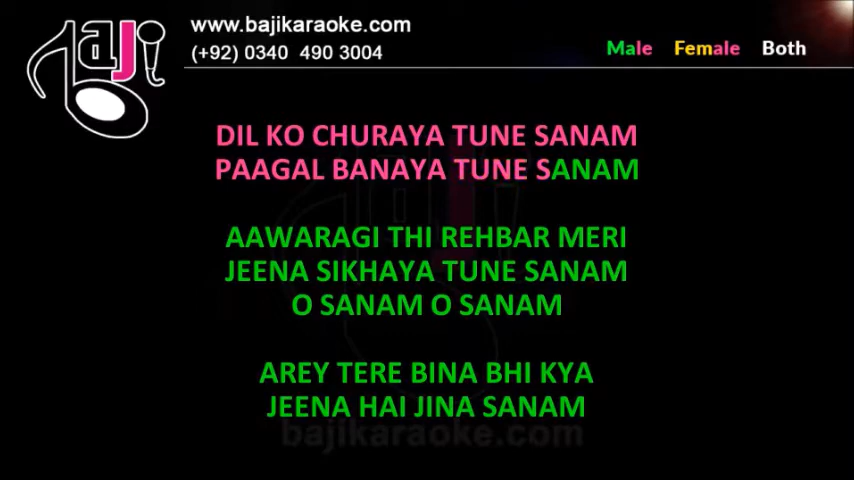 baji
www.bajikaraoke.com
(+92) 0340 490 3004
Male Female Both
DIL KO CHURAYA TUNE SANAM
PAAGAL BANAYA TUNE SANAM
AAWARAGI THI REHBAR MERI
JEENA SIKHAYA TUNE SANAM
O SANAM O SANAM
AREY TERE BINA BHI KYA
JEENA HAI JINA SANAM
bajikaraoke.com